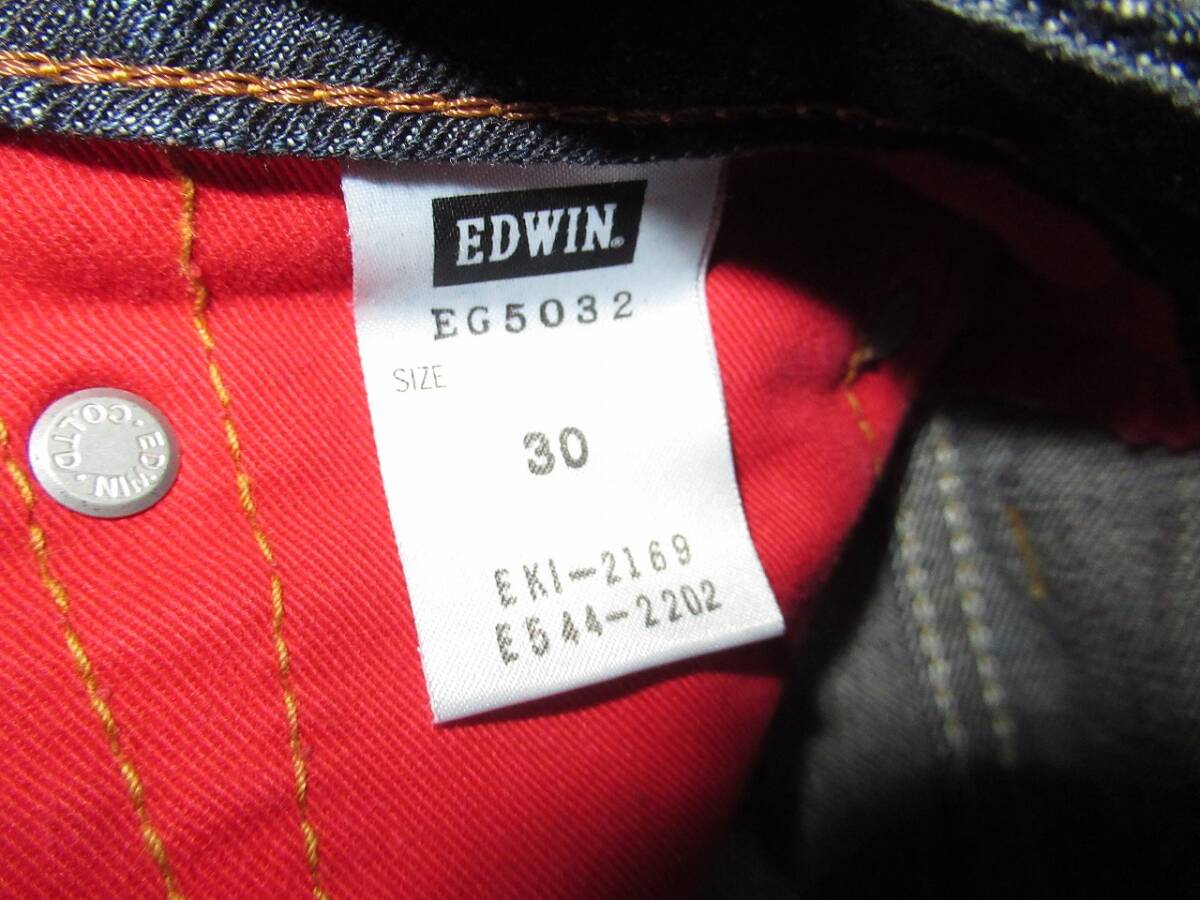 EDWIN®
EG5032
SIZE
30
EKI-2169
E544-2202
· EDWIN · CO.LTD